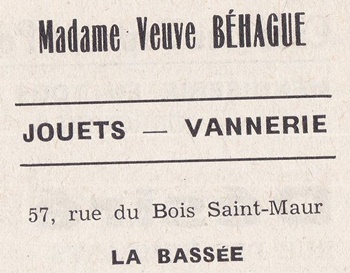 Madame Veuve BÉHAGUE
JOUETS — VANNERIE
57, rue du Bois Saint-Maur
LA BASSÉE